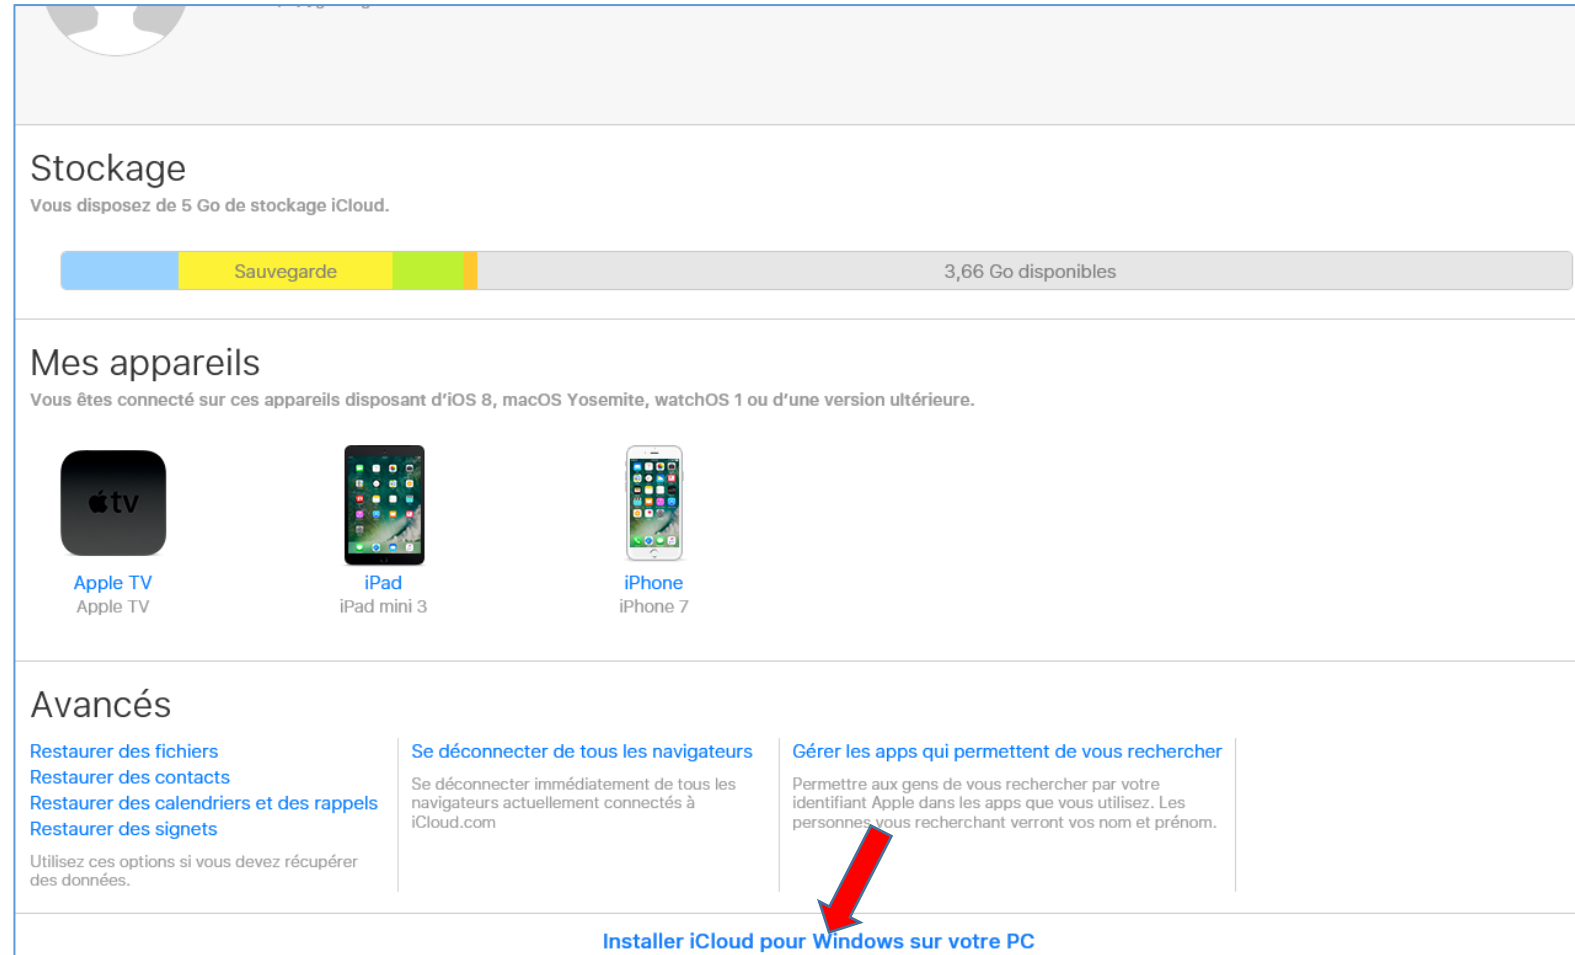 Stockage
Vous disposez de 5 Go de stockage iCloud.
Sauvegarde
3,66 Go disponibles
Mes appareils
Vous êtes connecté sur ces appareils disposant d'iOS 8, macOS Yosemite, watchOS 1 ou d'une version ultérieure.
tv
Apple TV
Apple TV
iPad
iPad mini 3
iPhone
iPhone 7
Avancés
Restaurer des fichiers
Restaurer des contacts
Restaurer des calendriers et des rappels
Restaurer des signets
Utilisez ces options si vous devez récupérer
des données.
Se déconnecter de tous les navigateurs
Se déconnecter immédiatement de tous les
navigateurs actuellement connectés à
iCloud.com
Gérer les apps qui permettent de vous rechercher
Permettre aux gens de vous rechercher par votre
identifiant Apple dans les apps que vous utilisez. Les
personnes vous recherchant verront vos nom et prénom.
Installer iCloud pour Windows sur votre PC